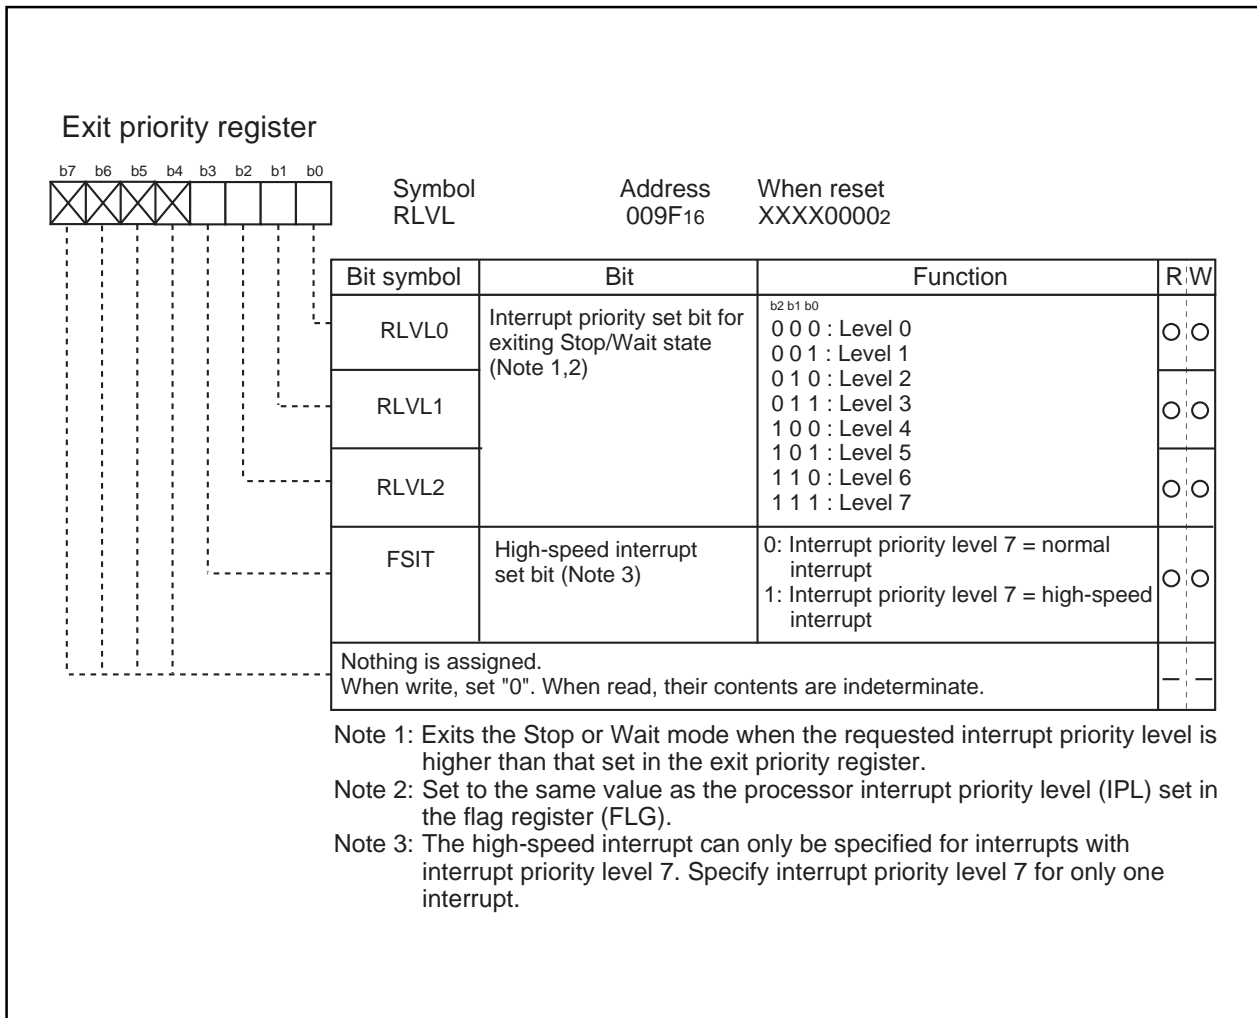 Exit priority register
b7 b6 b5 b4 b3 b2 b1 b0
Symbol Address When reset
RLVL 009F16 XXXX00002
Bit symbol Bit Function R W
RLVL0
Interrupt priority set bit for
exiting Stop/Wait state
(Note 1,2)
b2 b1 b0
0 0 0 : Level 0
0 0 1 : Level 1
0 1 0 : Level 2
0 1 1 : Level 3
1 0 0 : Level 4
1 0 1 : Level 5
1 1 0 : Level 6
1 1 1 : Level 7
RLVL1
RLVL2
FSIT
High-speed interrupt
set bit (Note 3)
0: Interrupt priority level 7 = normal
interrupt
1: Interrupt priority level 7 = high-speed
interrupt
Nothing is assigned.
When write, set "0". When read, their contents are indeterminate.
Note 1: Exits the Stop or Wait mode when the requested interrupt priority level is
higher than that set in the exit priority register.
Note 2: Set to the same value as the processor interrupt priority level (IPL) set in
the flag register (FLG).
Note 3: The high-speed interrupt can only be specified for interrupts with
interrupt priority level 7. Specify interrupt priority level 7 for only one
interrupt.